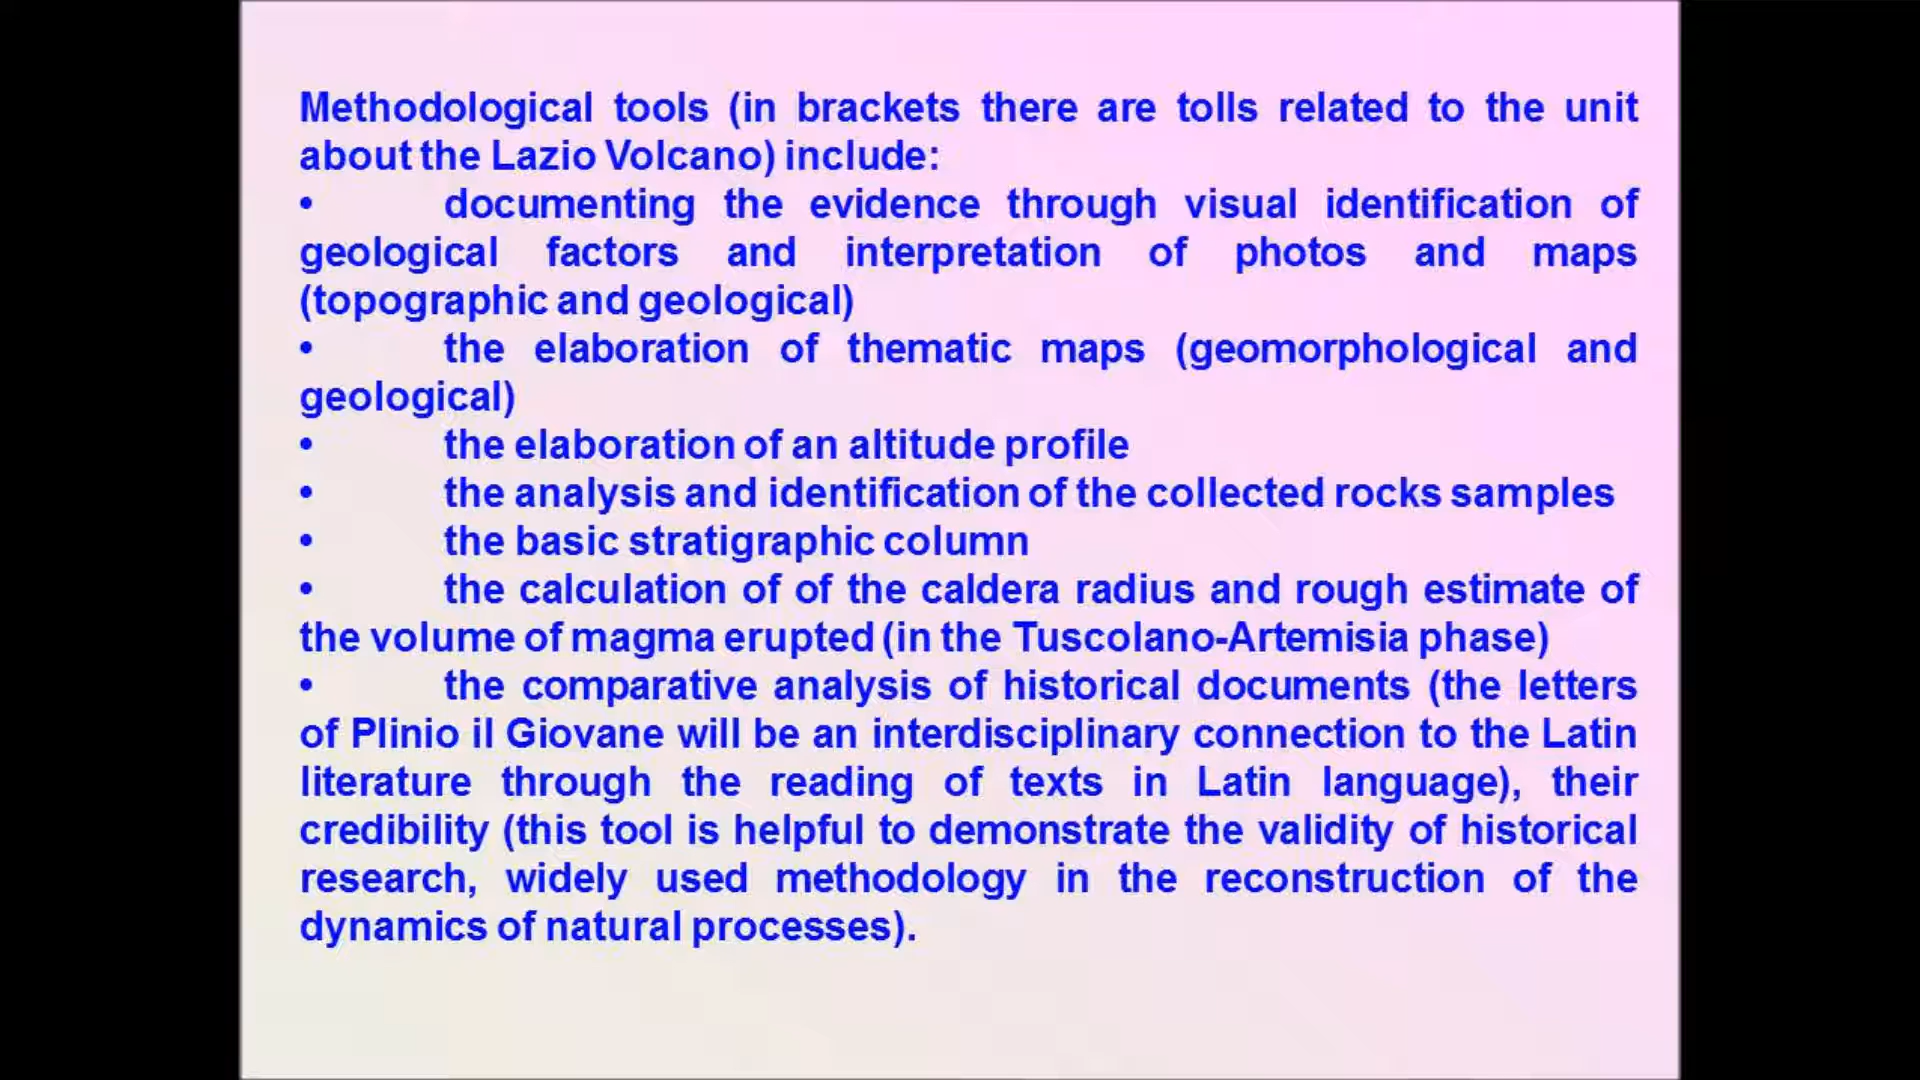 Methodological tools (in brackets there are tolls related to the unit
about the Lazio Volcano) include:
• documenting the evidence through visual identification of
geological factors and interpretation of photos and maps
(topographic and geological)
• the elaboration of thematic maps (geomorphological and
geological)
• the elaboration of an altitude profile
• the analysis and identification of the collected rocks samples
• the basic stratigraphic column
• the calculation of of the caldera radius and rough estimate of
the volume of magma erupted (in the Tuscolano-Artemisia phase)
• the comparative analysis of historical documents (the letters
of Plinio il Giovane will be an interdisciplinary connection to the Latin
literature through the reading of texts in Latin language), their
credibility (this tool is helpful to demonstrate the validity of historical
research, widely used methodology in the reconstruction of the
dynamics of natural processes).